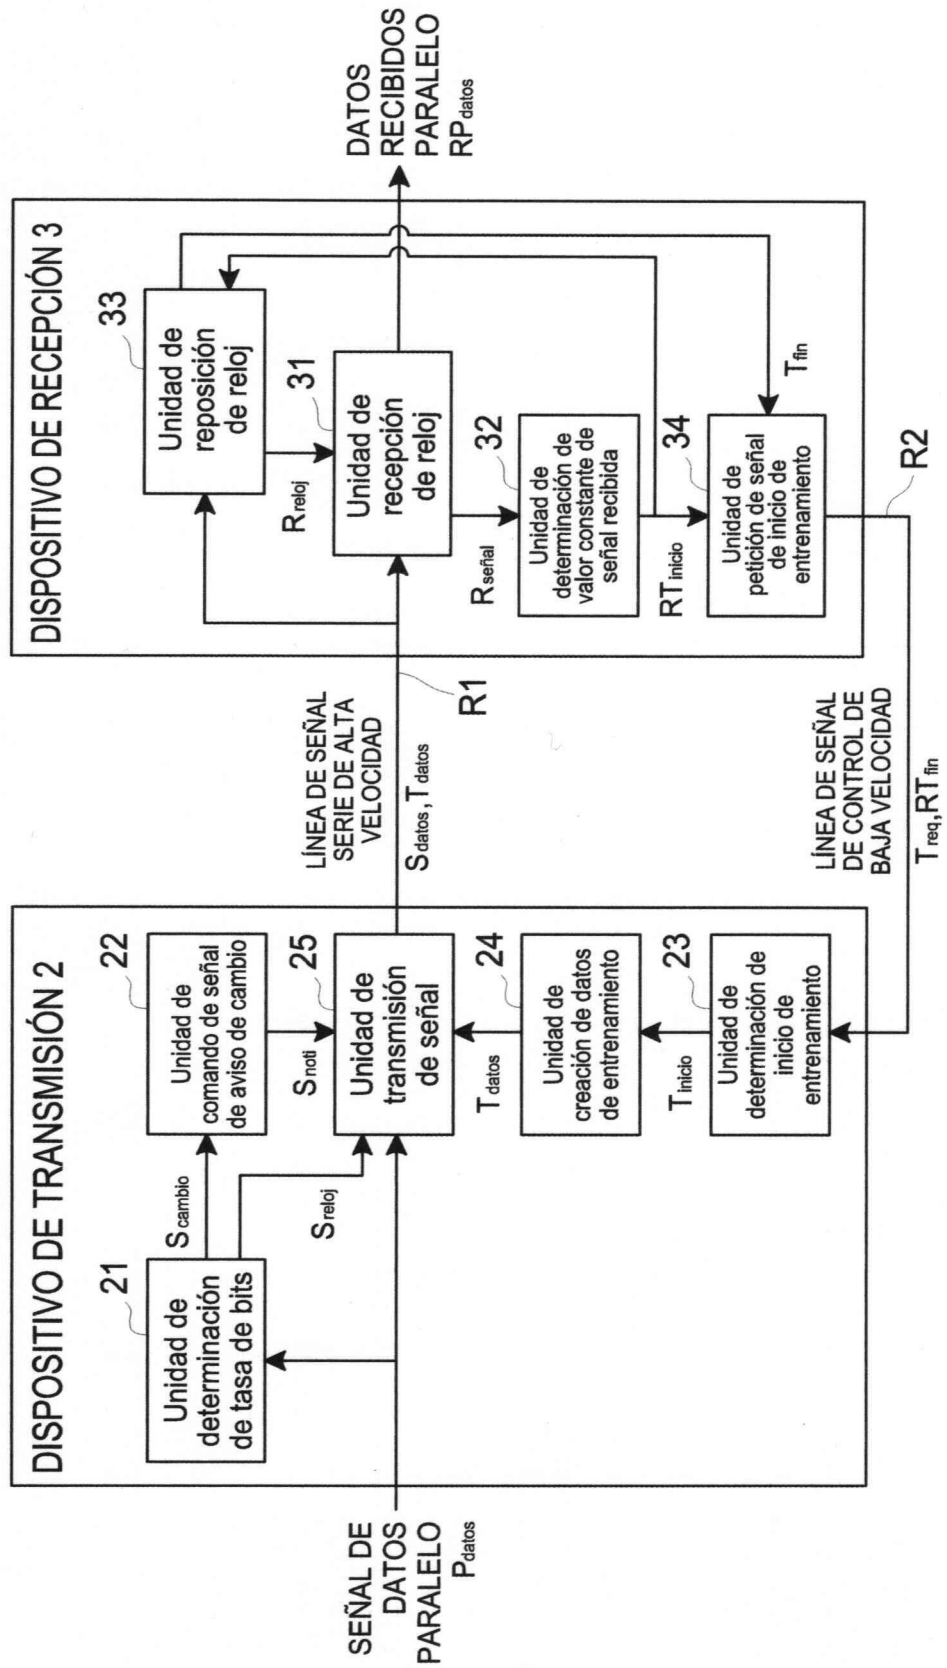 DISPOSITIVO DE TRANSMISIÓN 2
21
Unidad de
determinación
de tasa de bits
S cambio
S reloj
22
Unidad de
comando de señal
de aviso de cambio
S noti
25
Unidad de
transmisión
de señal
T datos
24
Unidad de
creación de datos
de entrenamiento
T inicio
23
Unidad de
determinación de
inicio de
entrenamiento
SEÑAL DE
DATOS
PARALELO
P datos
LÍNEA DE SEÑAL
SERIE DE ALTA
VELOCIDAD
S datos, T datos
R1
LÍNEA DE SEÑAL
DE CONTROL DE
BAJA VELOCIDAD
T req, RT fin
R2
DISPOSITIVO DE RECEPCIÓN 3
33
Unidad de
reposición
de reloj
R reloj
31
Unidad de
recepción
de reloj
R señal
32
Unidad de
determinación de
valor constante de
señal recibida
RT inicio
34
Unidad de
petición de señal
de inicio de
entrenamiento
T fin
DATOS
RECIBIDOS
PARALELO
RP datos